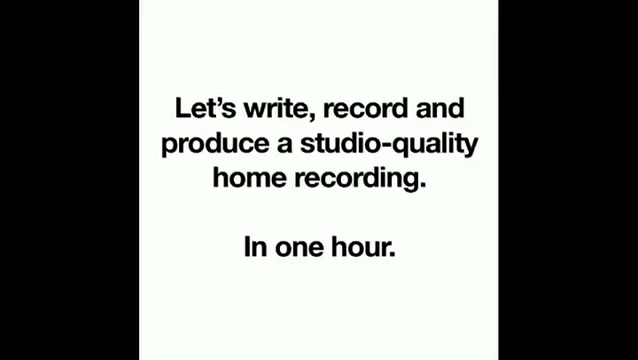 Let's write, record and
produce a studio-quality
home recording.
In one hour.